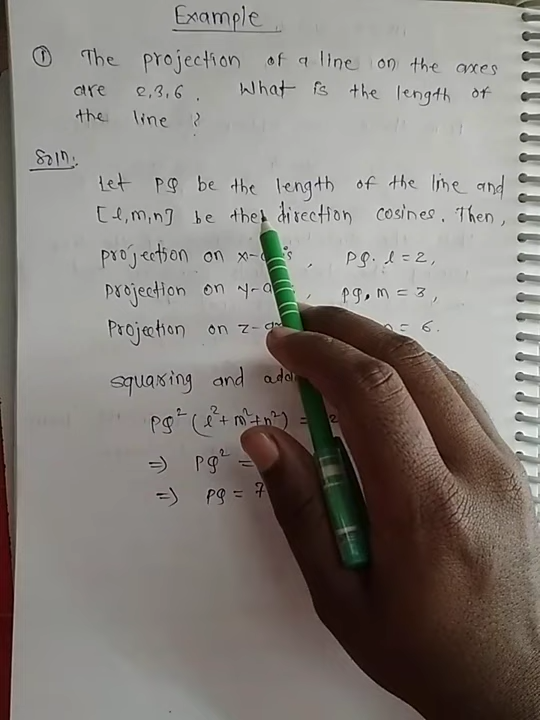 Example
① The projection of a line on the axes
are 2,3,6. What is the length of
the line ?
Soln:
Let PQ be the length of the line and
[l,m,n] be the direction cosines. Then,
projection on x- , PQ. l = 2,
projection on y- , PQ. m = 3,
Projection on z- = 6.
squaring and
PQ² (l²+m²+n²) =
=> PQ² =
=> PQ = 7